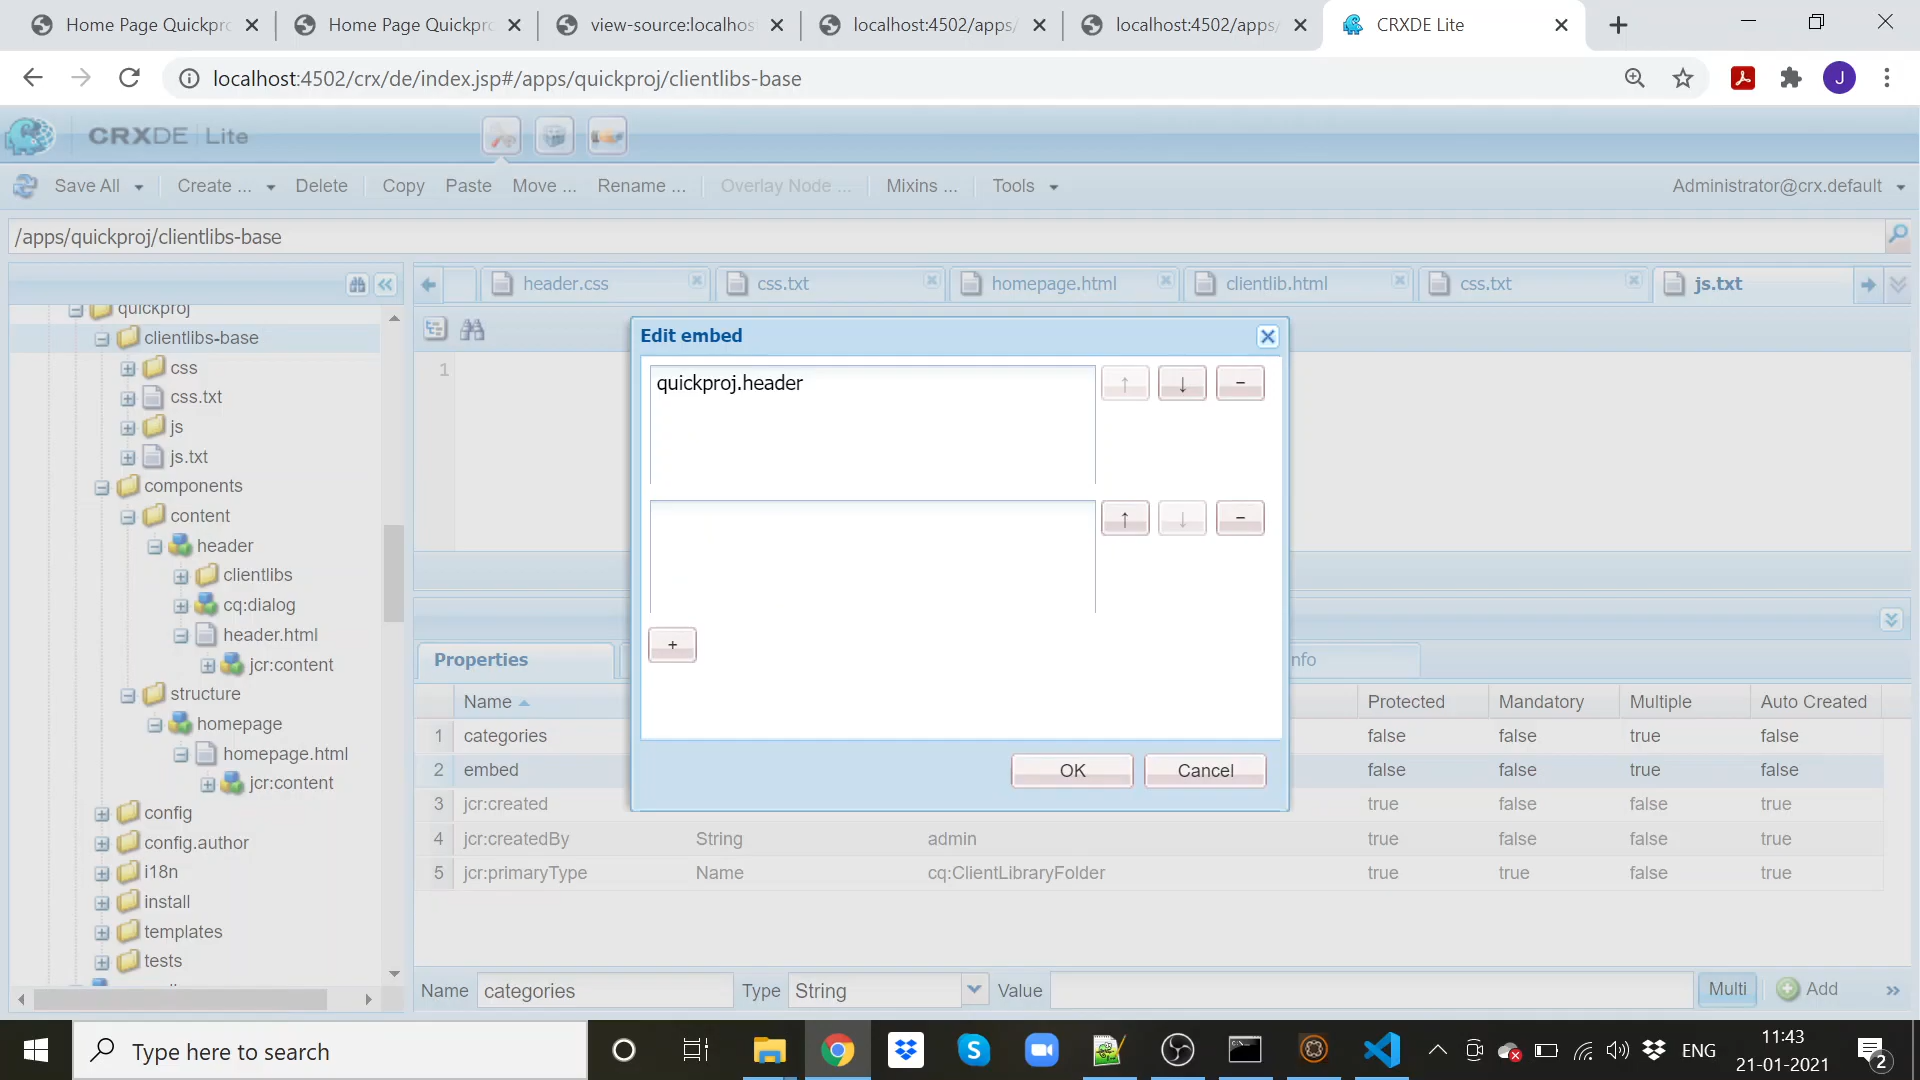 Home Page Quickpr
Home Page Quickpr
view-source:localhos
localhost:4502/apps/
localhost:4502/apps/
CRXDE Lite
localhost:4502/crx/de/index.jsp#/apps/quickproj/clientlibs-base
J
CRXDE | Lite
Save All
Create ...
Delete
Copy
Paste
Move ...
Rename ...
Overlay Node ...
Mixins ...
Tools
Administrator@crx.default
/apps/quickproj/clientlibs-base
header.css
css.txt
homepage.html
clientlib.html
css.txt
js.txt
quickproj
clientlibs-base
css
css.txt
js
js.txt
components
content
header
clientlibs
cq:dialog
header.html
jcr:content
structure
homepage
homepage.html
jcr:content
config
config.author
i18n
install
templates
tests
1
Edit embed
quickproj.header
↑ ↓ −
↑ ↓ −
+
OK
Cancel
Properties
nfo
Name
Protected
Mandatory
Multiple
Auto Created
1 categories false false true false
2 embed false false true false
3 jcr:created true false false true
4 jcr:createdBy String admin true false false true
5 jcr:primaryType Name cq:ClientLibraryFolder true true false true
Name categories Type String Value Multi Add »
Type here to search
ENG
11:43
21-01-2021
2